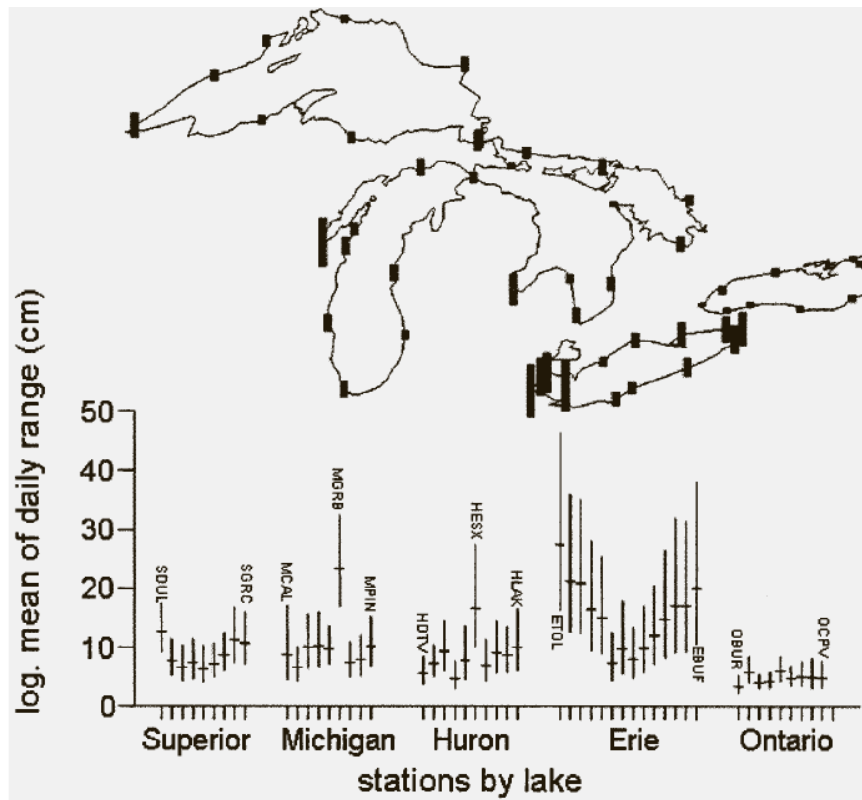 log. mean of daily range (cm)
50
40
30
20
10
0
SDUL
SGRC
MCAL
MGRB
MPIN
HDTV
HESX
HLAK
ETOL
EBUF
OBUR
OCPV
Superior Michigan Huron Erie Ontario
stations by lake